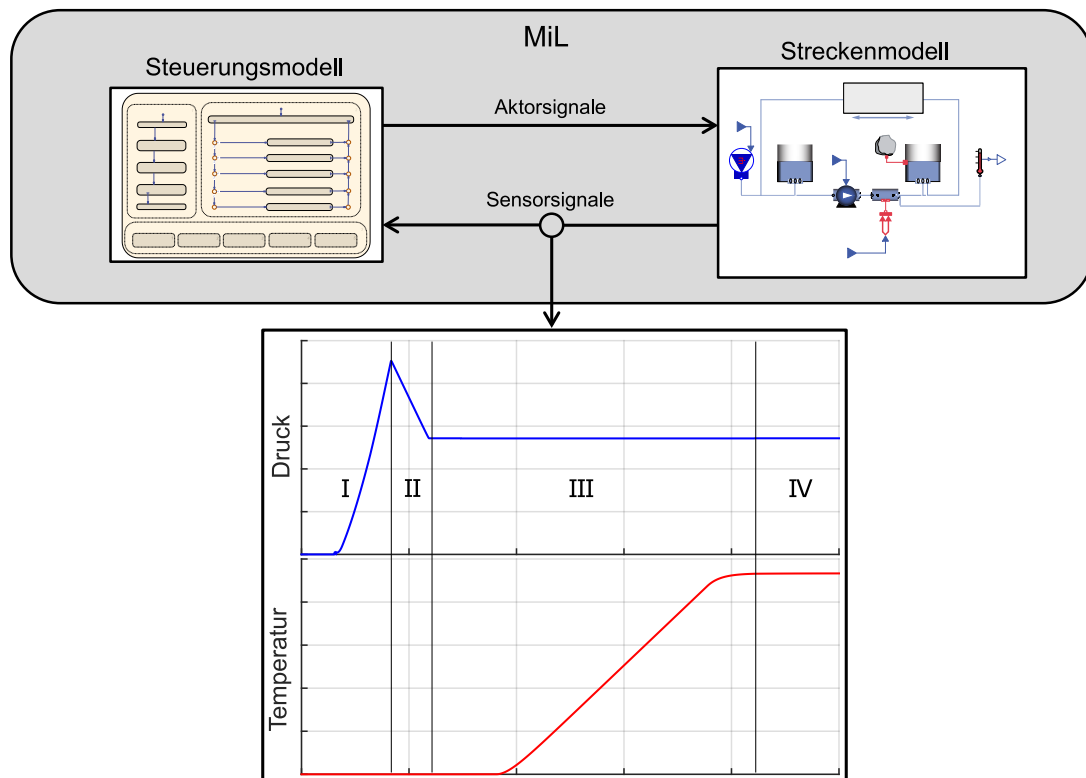 MiL
Steuerungsmodell
Streckenmodell
Aktorsignale
Sensorsignale
Druck
I
II
III
IV
Temperatur